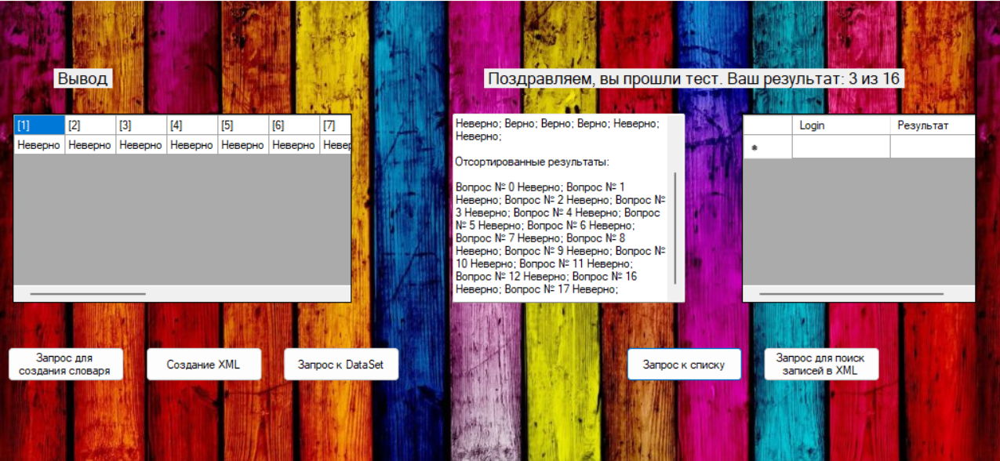 Вывод
Поздравляем, вы прошли тест. Ваш результат: 3 из 16
[1] [2] [3] [4] [5] [6] [7]
Неверно Неверно Неверно Неверно Неверно Неверно Невер
Неверно; Верно; Верно; Верно; Неверно;
Неверно;
Отсортированные результаты:
Вопрос № 0 Неверно; Вопрос № 1
Неверно; Вопрос № 2 Неверно; Вопрос №
3 Неверно; Вопрос № 4 Неверно; Вопрос
№ 5 Неверно; Вопрос № 6 Неверно;
Вопрос № 7 Неверно; Вопрос № 8
Неверно; Вопрос № 9 Неверно; Вопрос №
10 Неверно; Вопрос № 11 Неверно;
Вопрос № 12 Неверно; Вопрос № 16
Неверно; Вопрос № 17 Неверно;
Login Результат
Запрос для
создания словаря
Создание XML
Запрос к DataSet
Запрос к списку
Запрос для поиск
записей в XML